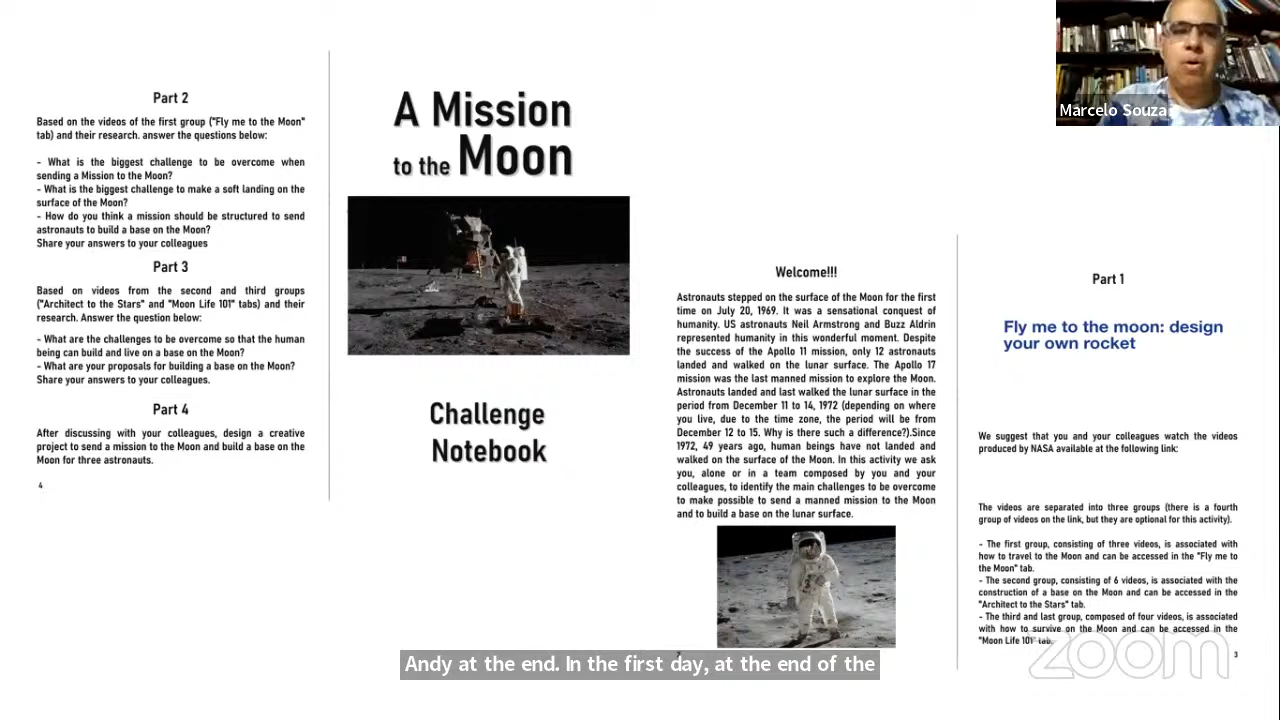 Part 2
Based on the videos of the first group ("Fly me to the Moon"
tab) and their research. answer the questions below:
- What is the biggest challenge to be overcome when
sending a Mission to the Moon?
- What is the biggest challenge to make a soft landing on the
surface of the Moon?
- How do you think a mission should be structured to send
astronauts to build a base on the Moon?
Share your answers to your colleagues
Part 3
Based on videos from the second and third groups
("Architect to the Stars" and "Moon Life 101" tabs) and their
research. Answer the question below:
- What are the challenges to be overcome so that the human
being can build and live on a base on the Moon?
- What are your proposals for building a base on the Moon?
Share your answers to your colleagues.
Part 4
After discussing with your colleagues, design a creative
project to send a mission to the Moon and build a base on the
Moon for three astronauts.
4
A Mission
to the Moon
Challenge
Notebook
Welcome!!!
Astronauts stepped on the surface of the Moon for the first
time on July 20, 1969. It was a sensational conquest of
humanity. US astronauts Neil Armstrong and Buzz Aldrin
represented humanity in this wonderful moment. Despite
the success of the Apollo 11 mission, only 12 astronauts
landed and walked on the lunar surface. The Apollo 17
mission was the last manned mission to explore the Moon.
Astronauts landed and last walked the lunar surface in the
period from December 11 to 14, 1972 (depending on where
you live, due to the time zone, the period will be from
December 12 to 15. Why is there such a difference?).Since
1972, 49 years ago, human beings have not landed and
walked on the surface of the Moon. In this activity we ask
you, alone or in a team composed by you and your
colleagues, to identify the main challenges to be overcome
to make possible to send a manned mission to the Moon
and to build a base on the lunar surface.
Part 1
Fly me to the moon: design
your own rocket
We suggest that you and your colleagues watch the videos
produced by NASA available at the following link:
The videos are separated into three groups (there is a fourth
group of videos on the link, but they are optional for this activity).
- The first group, consisting of three videos, is associated with
how to travel to the Moon and can be accessed in the "Fly me to
the Moon" tab.
- The second group, consisting of 6 videos, is associated with the
construction of a base on the Moon and can be accessed in the
"Architect to the Stars" tab.
- The third and last group, composed of four videos, is associated
with how to survive on the Moon and can be accessed in the
"Moon Life 101" tab.
3
Marcelo Souza
zoom
Andy at the end. In the first day, at the end of the